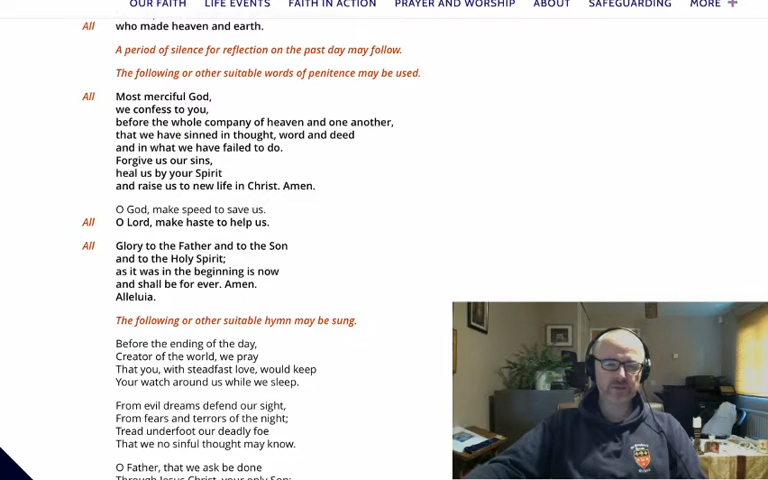 OUR FAITH LIFE EVENTS FAITH IN ACTION PRAYER AND WORSHIP ABOUT SAFEGUARDING MORE +
All who made heaven and earth.
A period of silence for reflection on the past day may follow.
The following or other suitable words of penitence may be used.
All Most merciful God,
we confess to you,
before the whole company of heaven and one another,
that we have sinned in thought, word and deed
and in what we have failed to do.
Forgive us our sins,
heal us by your Spirit
and raise us to new life in Christ. Amen.
O God, make speed to save us.
All O Lord, make haste to help us.
All Glory to the Father and to the Son
and to the Holy Spirit;
as it was in the beginning is now
and shall be for ever. Amen.
Alleluia.
The following or other suitable hymn may be sung.
Before the ending of the day,
Creator of the world, we pray
That you, with steadfast love, would keep
Your watch around us while we sleep.
From evil dreams defend our sight,
From fears and terrors of the night;
Tread underfoot our deadly foe
That we no sinful thought may know.
O Father, that we ask be done
Through Jesus Christ, your only Son;